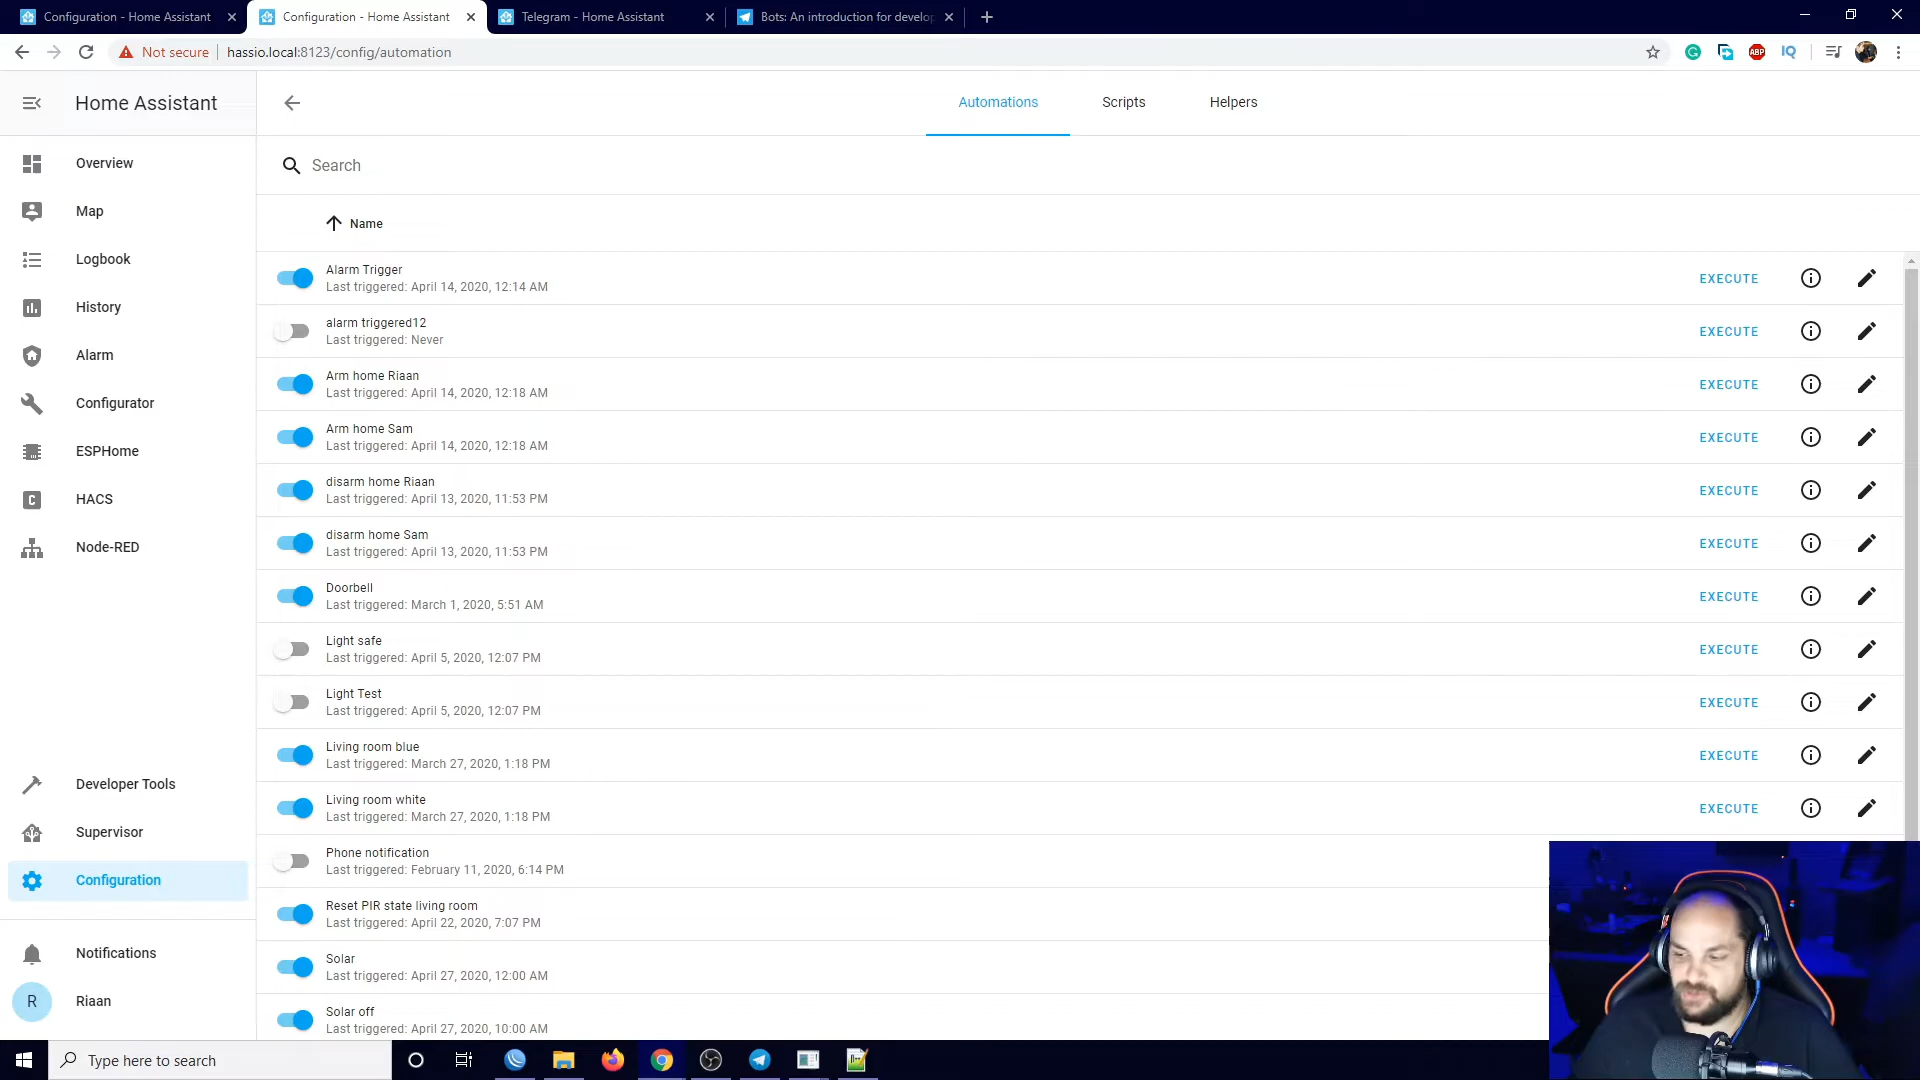 Configuration - Home Assistant
Configuration - Home Assistant
Telegram - Home Assistant
Bots: An introduction for develop
Not secure
hassio.local:8123/config/automation
ABP
IQ
Home Assistant
Automations
Scripts
Helpers
Overview
Map
Logbook
History
Alarm
Configurator
ESPHome
C
HACS
Node-RED
Developer Tools
Supervisor
Configuration
Notifications
R
Riaan
Search
Name
Alarm Trigger
Last triggered: April 14, 2020, 12:14 AM
EXECUTE
alarm triggered12
Last triggered: Never
EXECUTE
Arm home Riaan
Last triggered: April 14, 2020, 12:18 AM
EXECUTE
Arm home Sam
Last triggered: April 14, 2020, 12:18 AM
EXECUTE
disarm home Riaan
Last triggered: April 13, 2020, 11:53 PM
EXECUTE
disarm home Sam
Last triggered: April 13, 2020, 11:53 PM
EXECUTE
Doorbell
Last triggered: March 1, 2020, 5:51 AM
EXECUTE
Light safe
Last triggered: April 5, 2020, 12:07 PM
EXECUTE
Light Test
Last triggered: April 5, 2020, 12:07 PM
EXECUTE
Living room blue
Last triggered: March 27, 2020, 1:18 PM
EXECUTE
Living room white
Last triggered: March 27, 2020, 1:18 PM
EXECUTE
Phone notification
Last triggered: February 11, 2020, 6:14 PM
Reset PIR state living room
Last triggered: April 22, 2020, 7:07 PM
Solar
Last triggered: April 27, 2020, 12:00 AM
Solar off
Last triggered: April 27, 2020, 10:00 AM
Type here to search